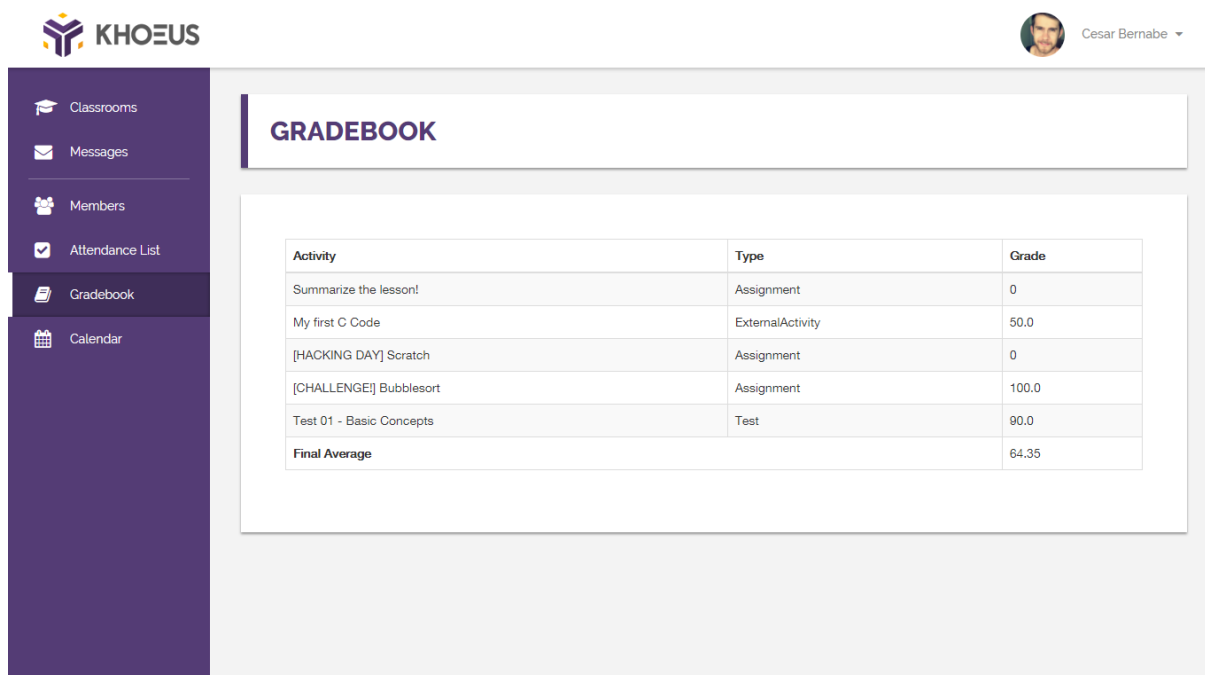 KHOEUS
Cesar Bernabe
Classrooms
Messages
Members
Attendance List
Gradebook
Calendar
GRADEBOOK
Activity Type Grade
Summarize the lesson! Assignment 0
My first C Code ExternalActivity 50.0
[HACKING DAY] Scratch Assignment 0
[CHALLENGE!] Bubblesort Assignment 100.0
Test 01 - Basic Concepts Test 90.0
Final Average 64.35